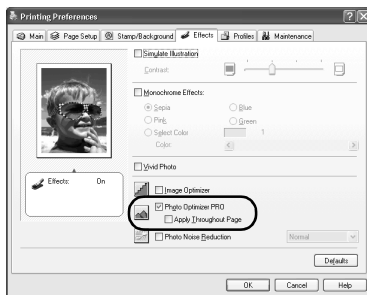 Printing Preferences
Main
Page Setup
Stamp/Background
Effects
Profiles
Maintenance
Simulate Illustration
Contrast:
Monochrome Effects:
Sepia
Blue
Pink
Green
Select Color
1
Color:
Vivid Photo
Effects: On
Image Optimizer
Photo Optimizer PRO
Apply Throughout Page
Photo Noise Reduction
Normal
Defaults
OK
Cancel
Help